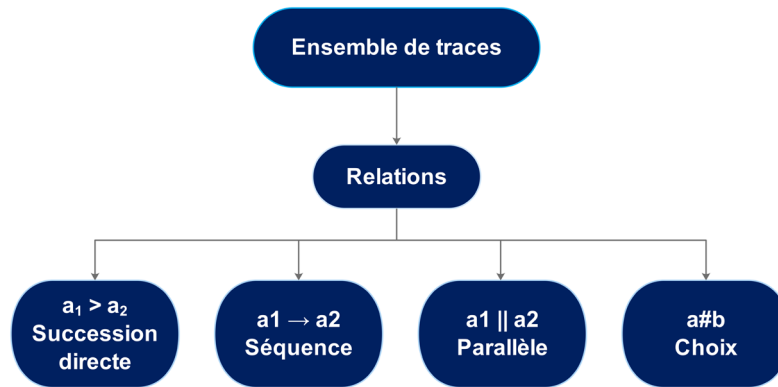 Ensemble de traces
Relations
a₁ > a₂
Succession
directe
a1 → a2
Séquence
a1 || a2
Parallèle
a#b
Choix